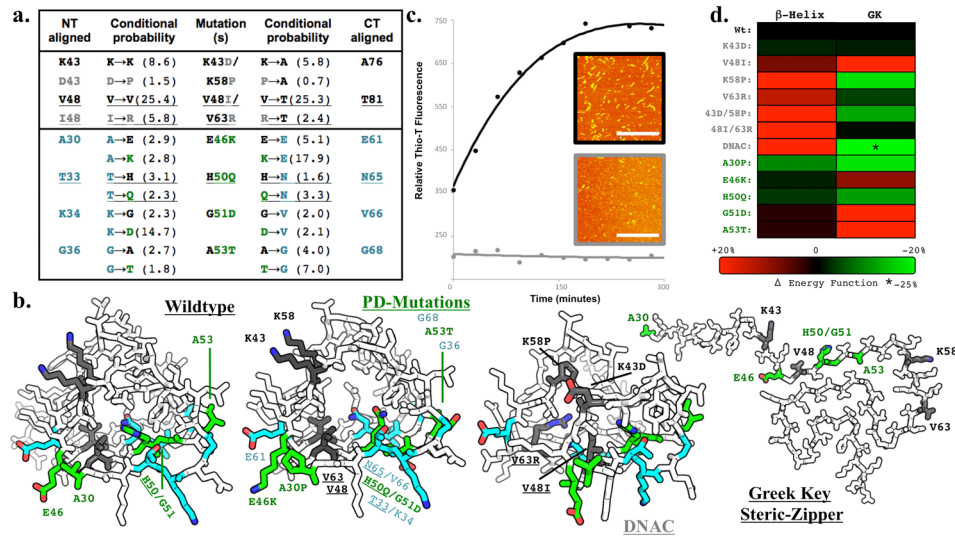 a.
NT aligned Conditional probability Mutation (s) Conditional probability CT aligned
K43 K→K (8.6) K43D/ K→A (5.8) A76
D43 D→P (1.5) K58P P→A (0.7)
V48 V→V(25.4) V48I/ V→T(25.3) T81
I48 I→R (5.8) V63R R→T (2.4)
A30 A→E (2.9) E46K E→E (5.1) E61
A→K (2.8) K→E(17.9)
T33 T→H (3.1) H50Q H→N (1.6) N65
T→Q (2.3) Q→N (3.3)
K34 K→G (2.3) G51D G→V (2.0) V66
K→D(14.7) D→V (2.1)
G36 G→A (2.7) A53T A→G (4.0) G68
G→T (1.8) T→G (7.0)
c.
Relative Thio-T Fluorescence
750
650
550
450
350
250
0 100 200 300
Time (minutes)
d.
β-Helix GK
Wt:
K43D:
V48I:
K58P:
V63R:
43D/58P:
48I/63R
DNAC: *
A30P:
E46K:
H50Q:
G51D:
A53T:
+20% 0 -20%
Δ Energy Function *-25%
b.
Wildtype
A53
A30
E46
H50/G51
PD-Mutations
K58
K43
G68
A53T
G36
E61
E46K
A30P
V63
V48
N65/V66
H50Q/G51D
T33/K34
K58P
K43D
V63R
V48I
DNAC
A30
K43
H50/G51
V48
K58
E46
A53
V63
Greek Key
Steric-Zipper